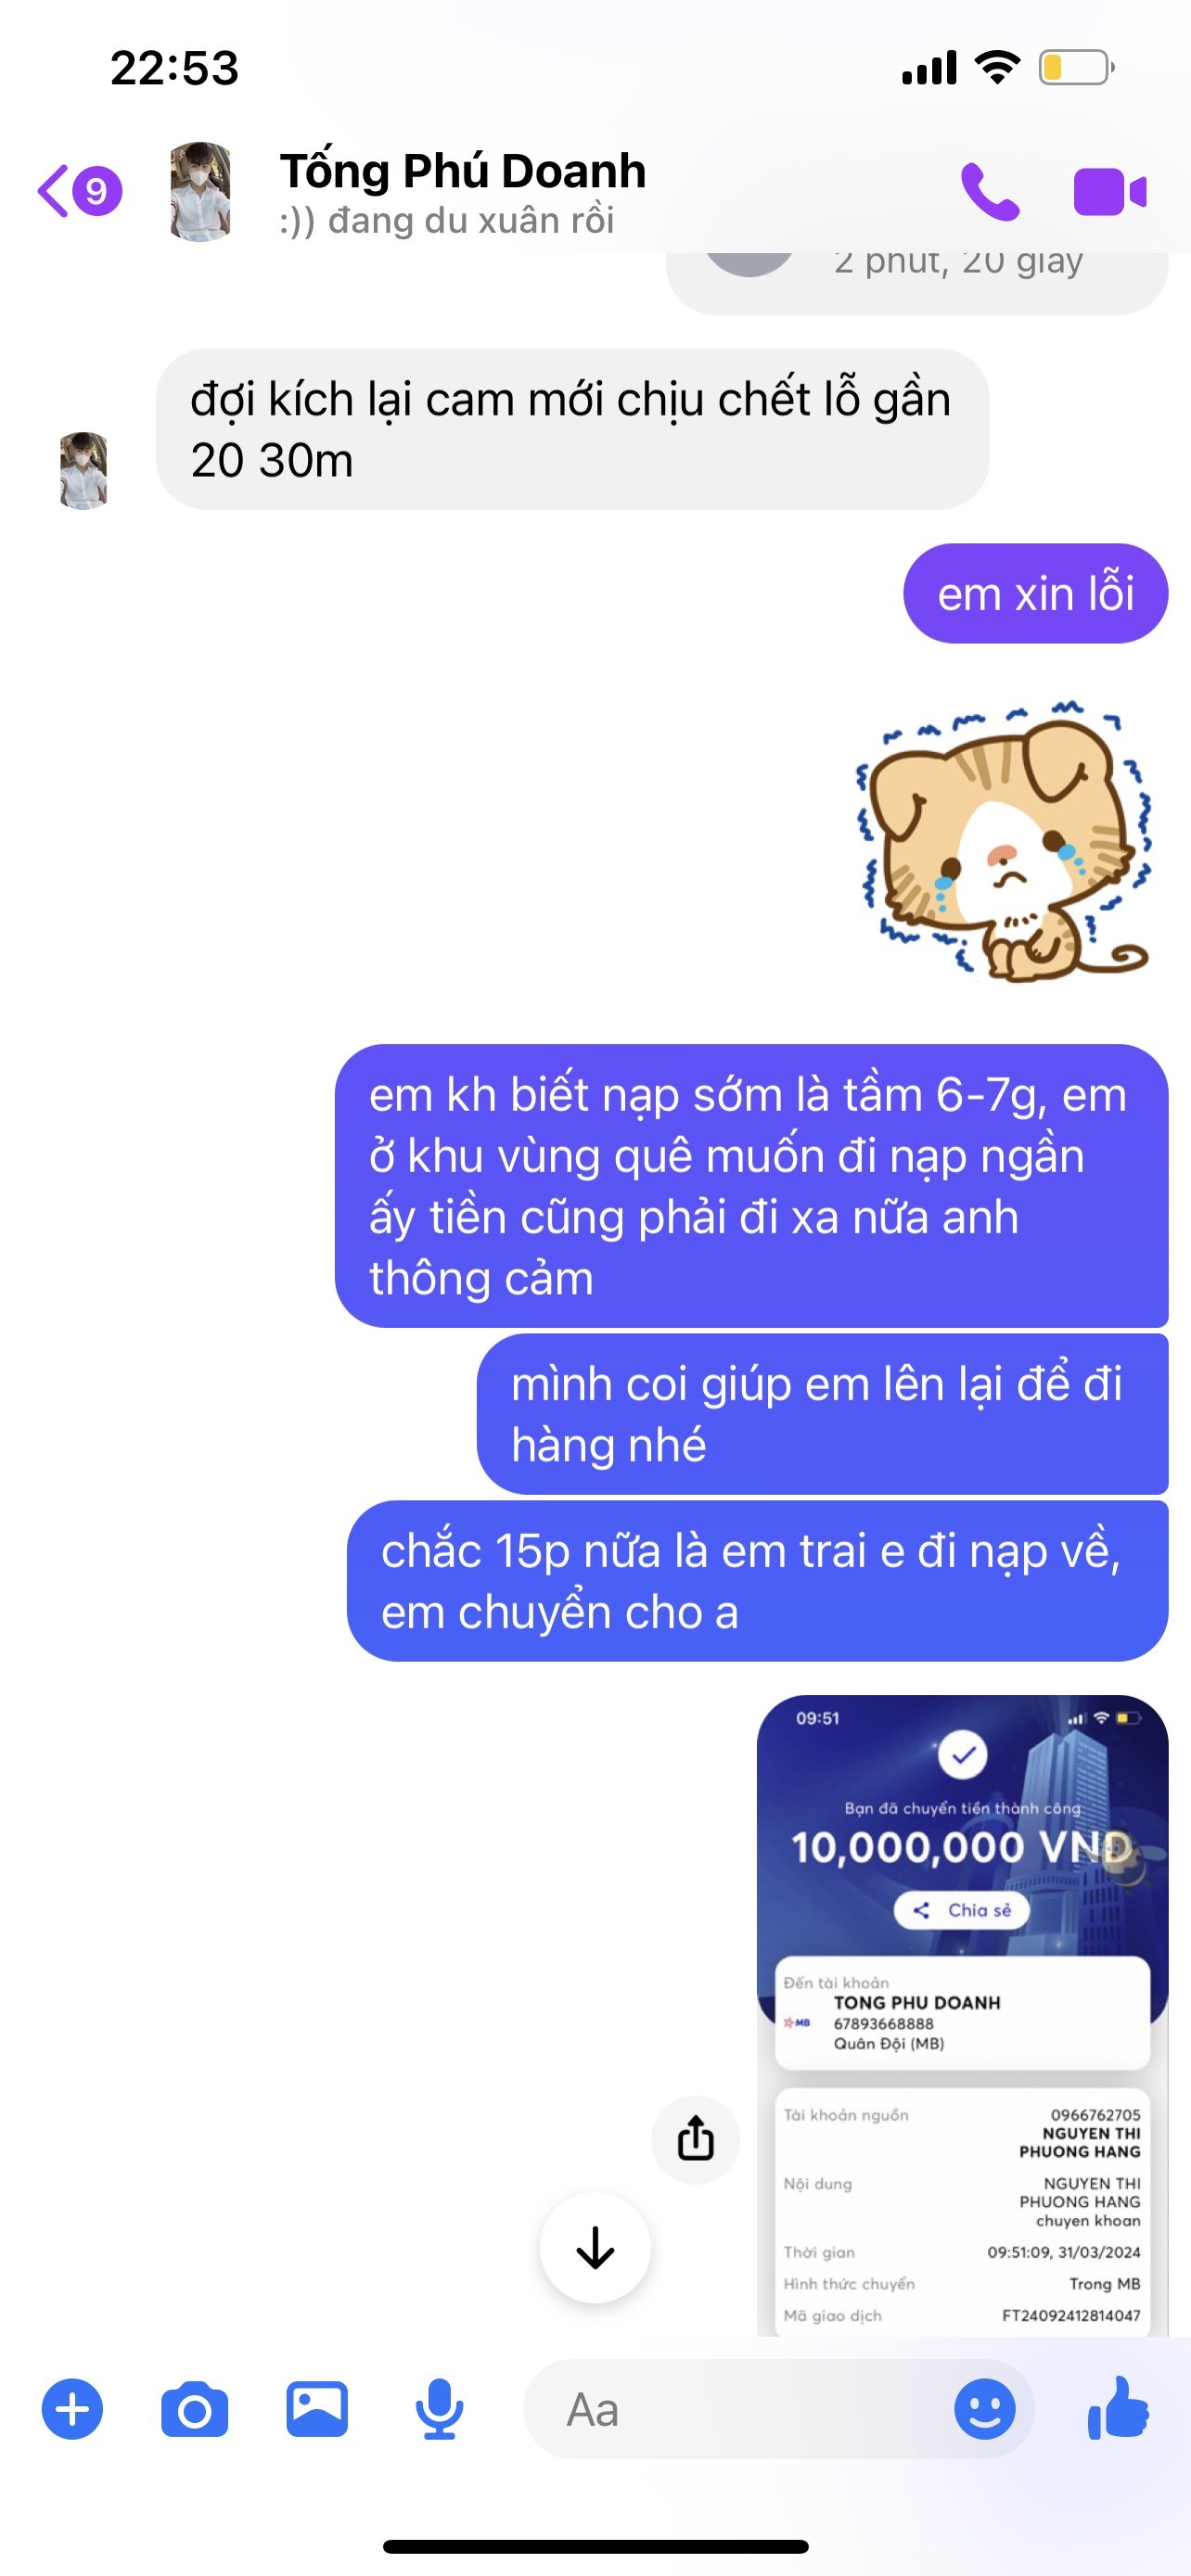 22:53
9
Tống Phú Doanh
:)) đang du xuân rồi
2 phút, 20 giây
đợi kích lại cam mới chịu chết lỗ gần
20 30m
em xin lỗi
em kh biết nạp sớm là tầm 6-7g, em
ở khu vùng quê muốn đi nạp ngần
ấy tiền cũng phải đi xa nữa anh
thông cảm
mình coi giúp em lên lại để đi
hàng nhé
chắc 15p nữa là em trai e đi nạp về,
em chuyển cho a
09:51
Bạn đã chuyển tiền thành công
10,000,000 VND
Chia sẻ
Đến tài khoản
TONG PHU DOANH
MB
67893668888
Quân Đội (MB)
Tài khoản nguồn
0966762705
NGUYEN THI
PHUONG HANG
Nội dung
NGUYEN THI
PHUONG HANG
chuyen khoan
Thời gian
09:51:09, 31/03/2024
Hình thức chuyển
Trong MB
Mã giao dịch
FT24092412814047
Aa